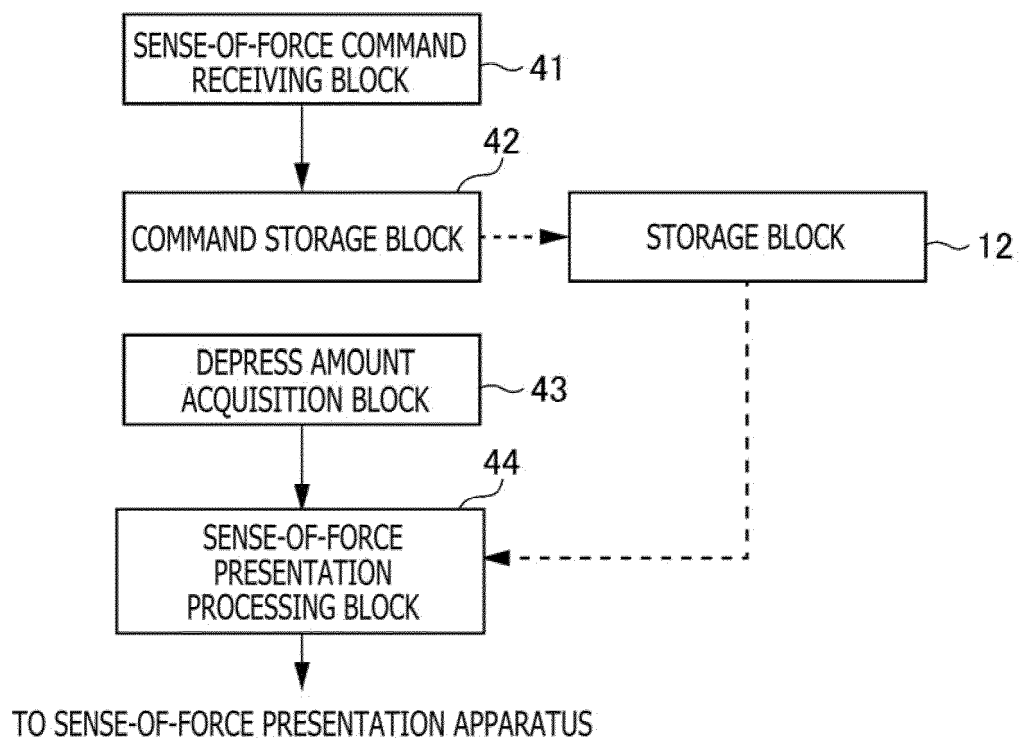 SENSE-OF-FORCE COMMAND
RECEIVING BLOCK
41
42
COMMAND STORAGE BLOCK
STORAGE BLOCK
12
DEPRESS AMOUNT
ACQUISITION BLOCK
43
44
SENSE-OF-FORCE
PRESENTATION
PROCESSING BLOCK
TO SENSE-OF-FORCE PRESENTATION APPARATUS